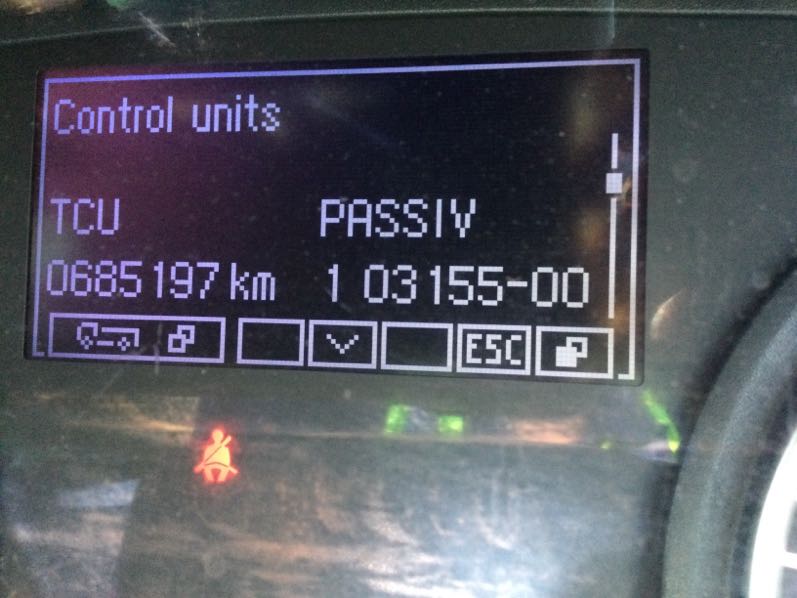 Control units
TCU PASSIV
0685197 km 1 03155-00
ESC